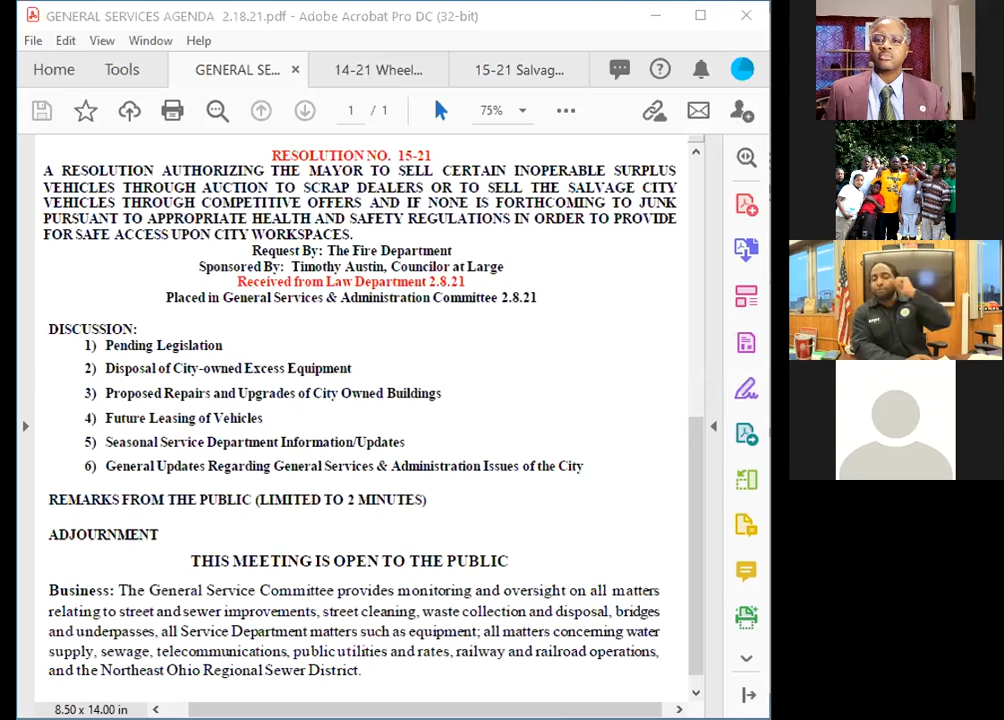 GENERAL SERVICES AGENDA 2.18.21.pdf - Adobe Acrobat Pro DC (32-bit)
File Edit View Window Help
Home Tools GENERAL SE... × 14-21 Wheel... 15-21 Salvag...
1 / 1 75%
RESOLUTION NO. 15-21
A RESOLUTION AUTHORIZING THE MAYOR TO SELL CERTAIN INOPERABLE SURPLUS
VEHICLES THROUGH AUCTION TO SCRAP DEALERS OR TO SELL THE SALVAGE CITY
VEHICLES THROUGH COMPETITIVE OFFERS AND IF NONE IS FORTHCOMING TO JUNK
PURSUANT TO APPROPRIATE HEALTH AND SAFETY REGULATIONS IN ORDER TO PROVIDE
FOR SAFE ACCESS UPON CITY WORKSPACES.
Request By: The Fire Department
Sponsored By: Timothy Austin, Councilor at Large
Received from Law Department 2.8.21
Placed in General Services & Administration Committee 2.8.21
DISCUSSION:
1) Pending Legislation
2) Disposal of City-owned Excess Equipment
3) Proposed Repairs and Upgrades of City Owned Buildings
4) Future Leasing of Vehicles
5) Seasonal Service Department Information/Updates
6) General Updates Regarding General Services & Administration Issues of the City
REMARKS FROM THE PUBLIC (LIMITED TO 2 MINUTES)
ADJOURNMENT
THIS MEETING IS OPEN TO THE PUBLIC
Business: The General Service Committee provides monitoring and oversight on all matters
relating to street and sewer improvements, street cleaning, waste collection and disposal, bridges
and underpasses, all Service Department matters such as equipment; all matters concerning water
supply, sewage, telecommunications, public utilities and rates, railway and railroad operations,
and the Northeast Ohio Regional Sewer District.
8.50 x 14.00 in